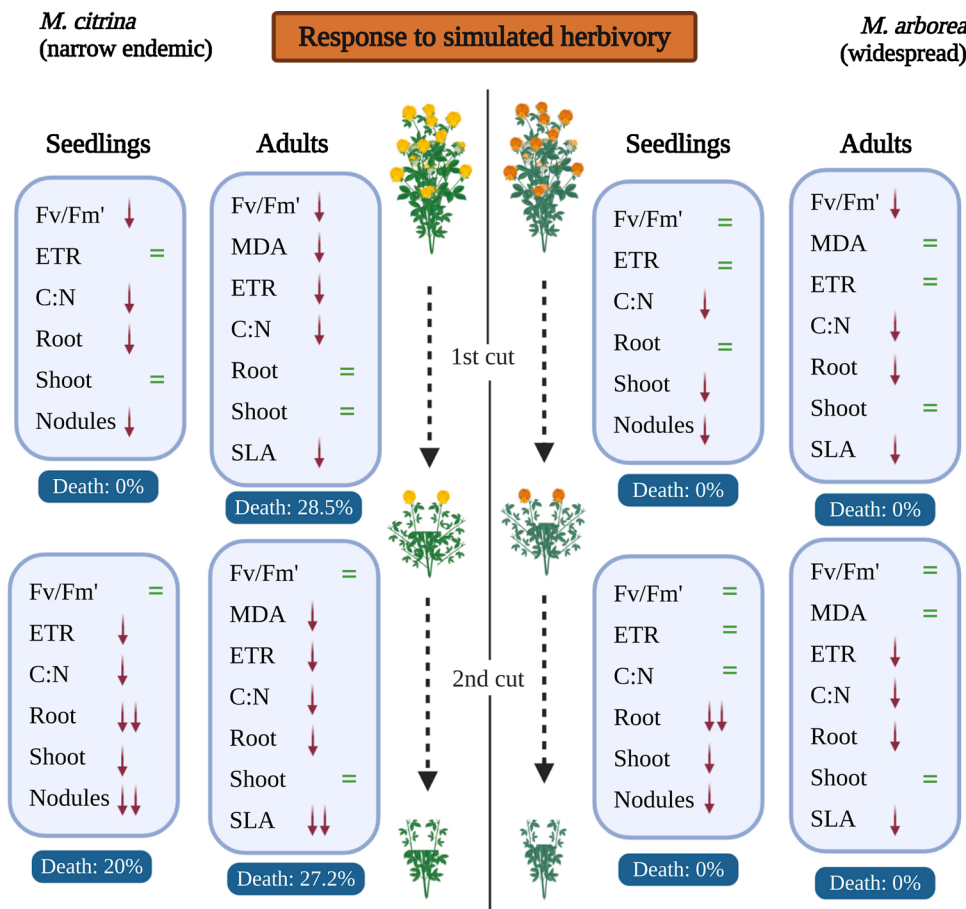 M. citrina
(narrow endemic)
Response to simulated herbivory
M. arborea
(widespread)
Seedlings
Fv/Fm' ↓
ETR =
C:N ↓
Root ↓
Shoot =
Nodules ↓
Death: 0%
Adults
Fv/Fm' ↓
MDA ↓
ETR ↓
C:N ↓
Root =
Shoot =
SLA ↓
Death: 28.5%
1st cut
Seedlings
Fv/Fm' =
ETR =
C:N ↓
Root =
Shoot ↓
Nodules ↓
Death: 0%
Adults
Fv/Fm' ↓
MDA =
ETR =
C:N ↓
Root ↓
Shoot =
SLA ↓
Death: 0%
Fv/Fm' =
ETR ↓
C:N ↓
Root ↓↓
Shoot ↓
Nodules ↓↓
Death: 20%
Fv/Fm' =
MDA ↓
ETR ↓
C:N ↓
Root ↓
Shoot =
SLA ↓↓
Death: 27.2%
2nd cut
Fv/Fm' =
ETR =
C:N =
Root ↓↓
Shoot ↓
Nodules ↓
Death: 0%
Fv/Fm' =
MDA =
ETR ↓
C:N ↓
Root ↓
Shoot =
SLA ↓
Death: 0%